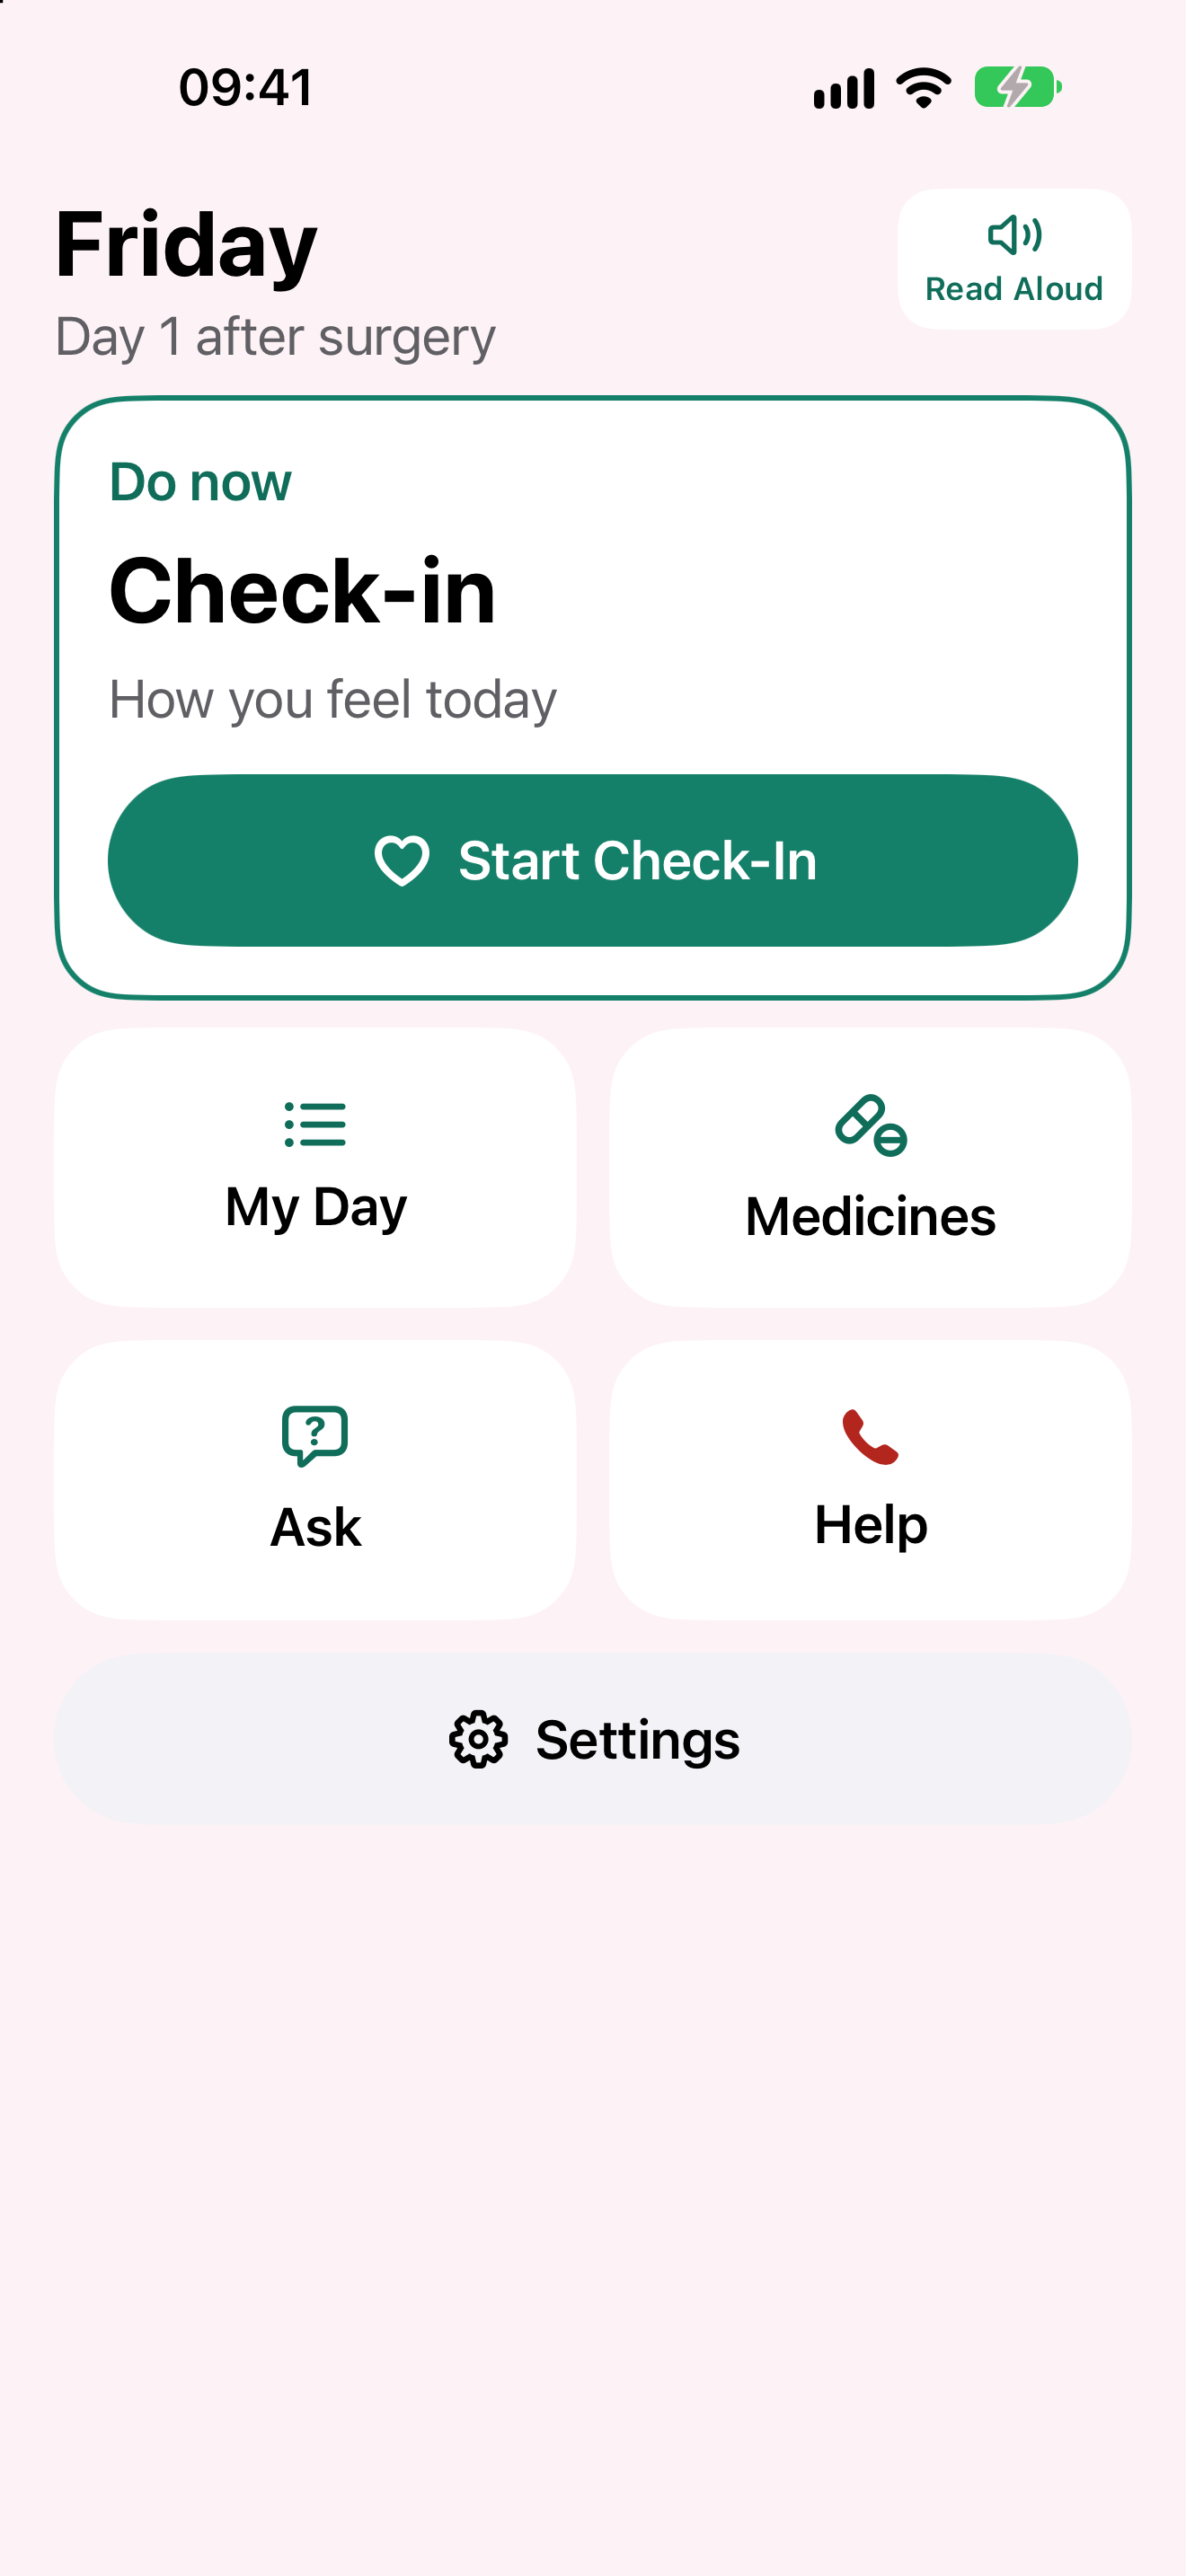 09:41
Friday
Read Aloud
Day 1 after surgery
Do now
Check-in
How you feel today
Start Check-In
My Day
Medicines
?
Ask
Help
Settings